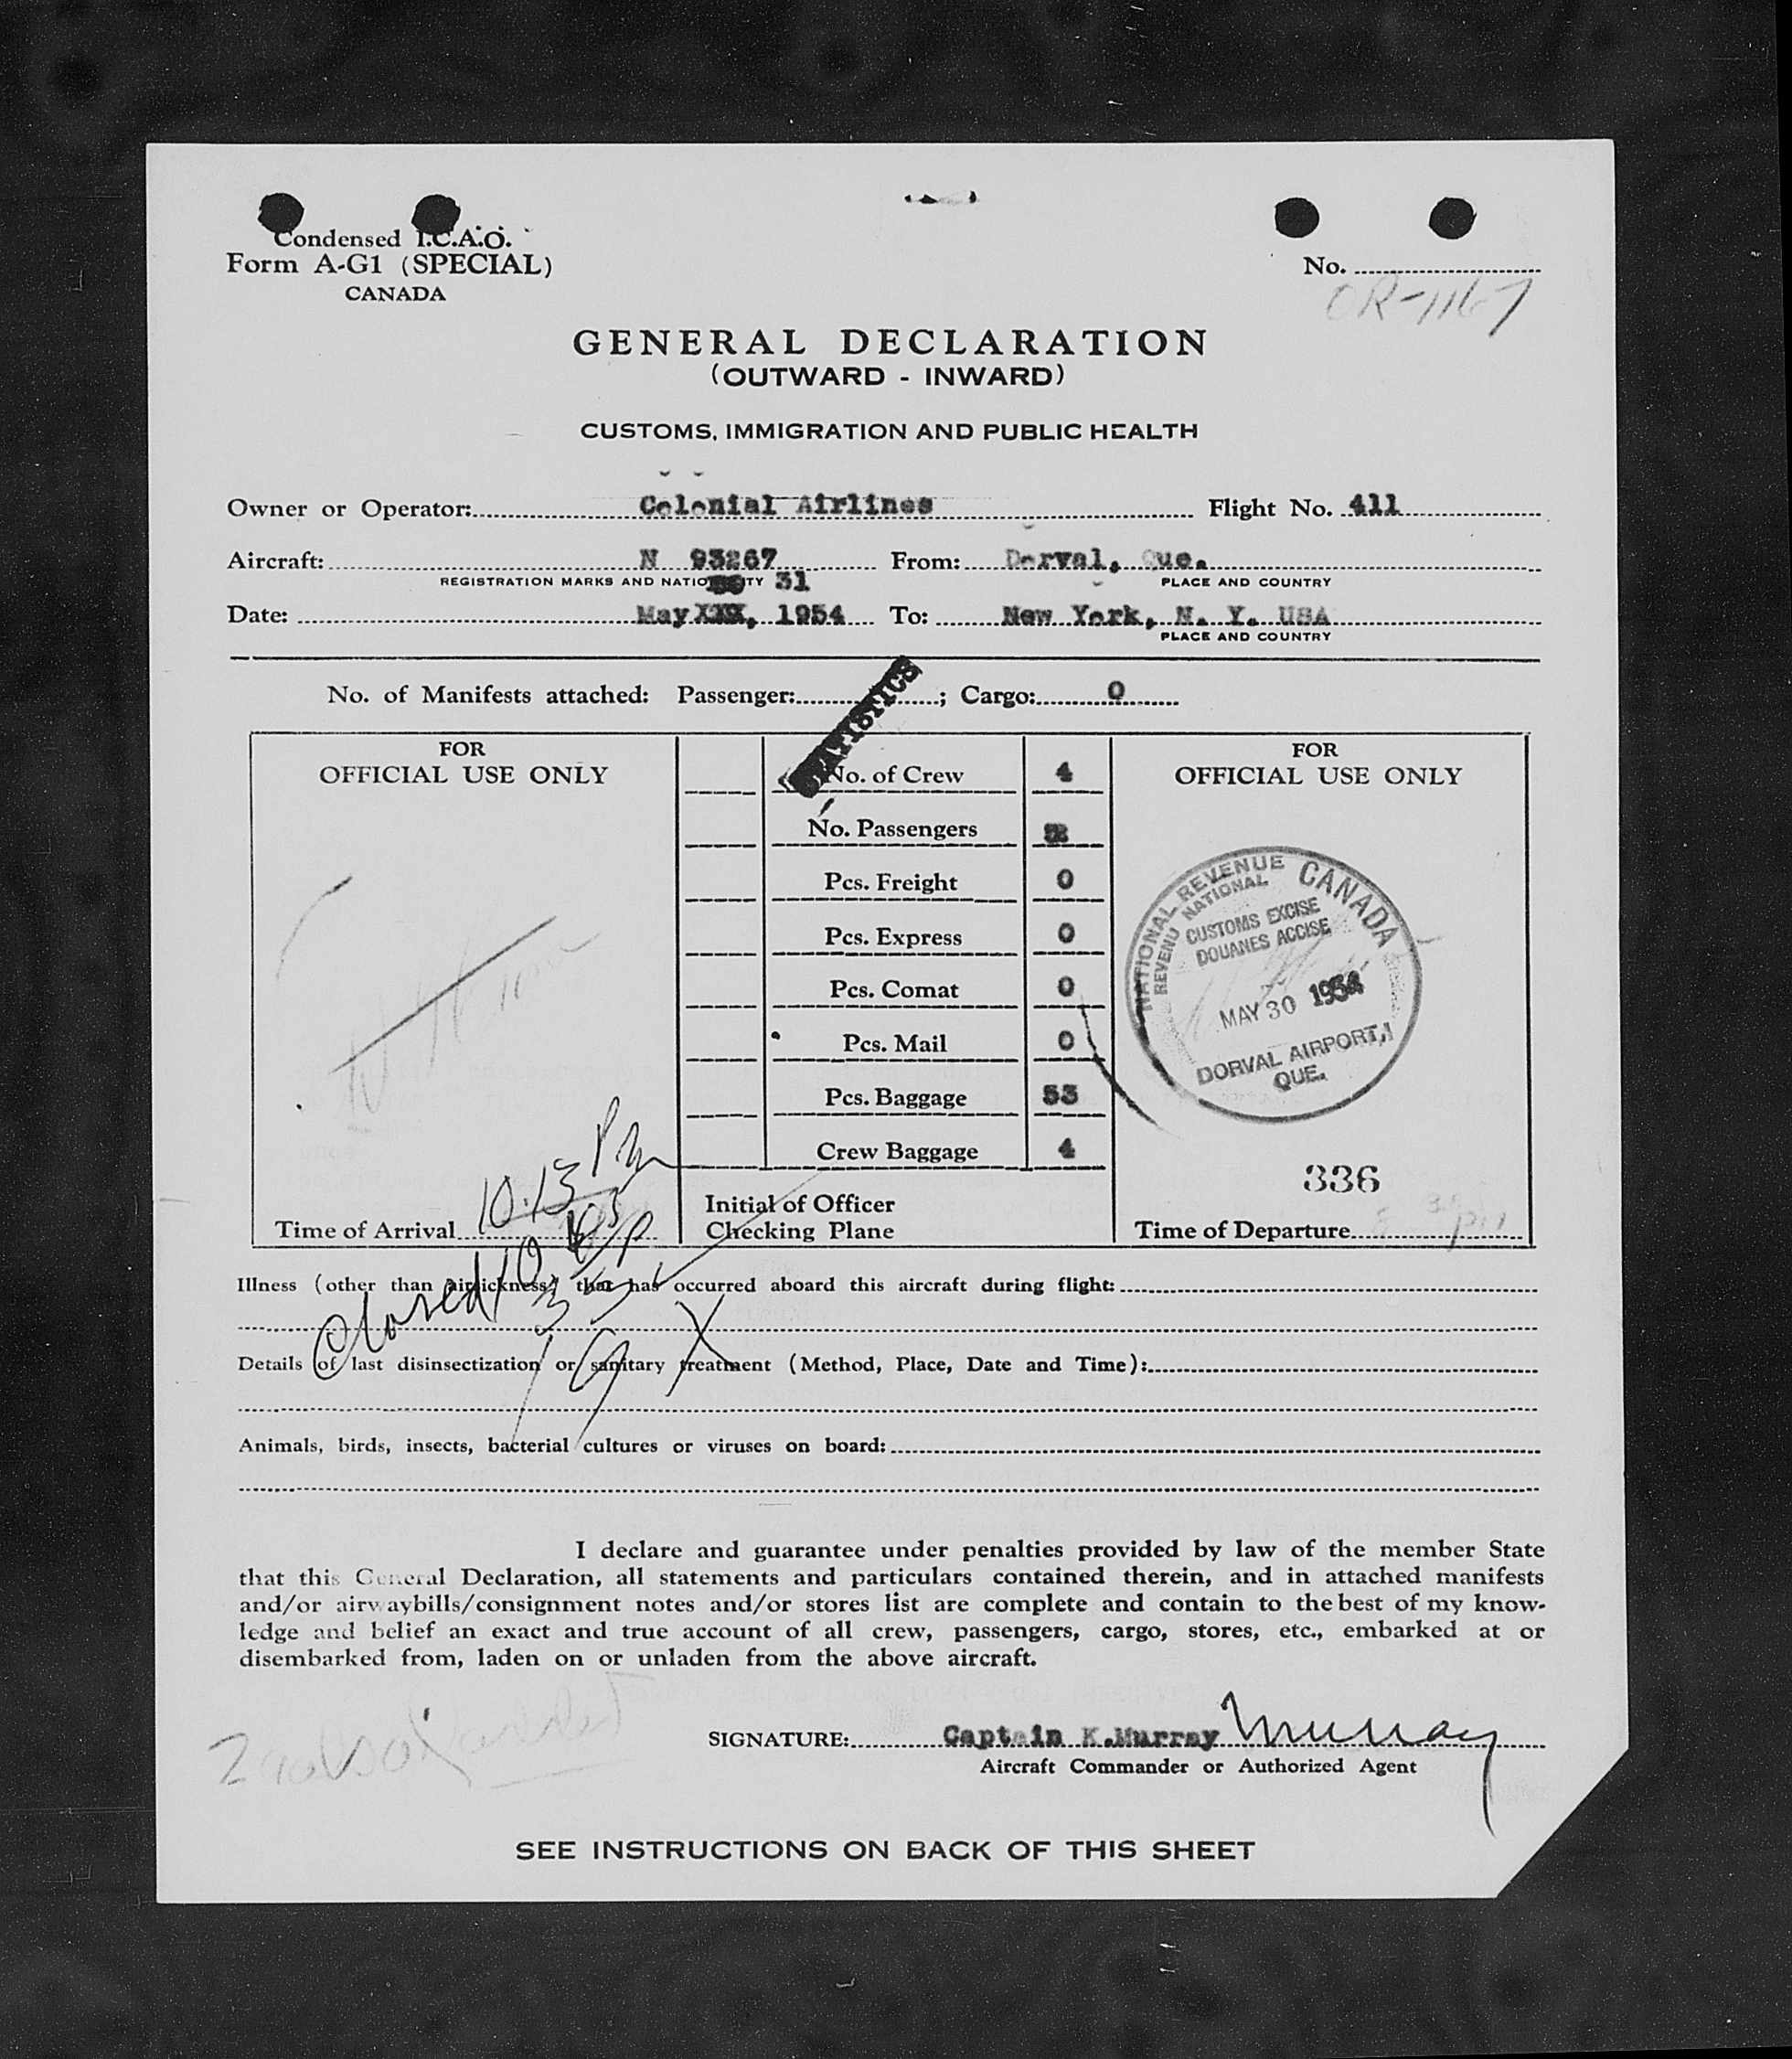 Condensed I.C.A.O.
Form A-G1 (SPECIAL)
CANADA
No.
OR-1167
GENERAL DECLARATION
(OUTWARD - INWARD)
CUSTOMS, IMMIGRATION AND PUBLIC HEALTH
Owner or Operator: Colonial Airlines Flight No. 411
Aircraft: N 93267 From: Dorval, Que.
REGISTRATION MARKS AND NATIONALITY 31 PLACE AND COUNTRY
Date: May XXX, 1954 To: New York, N. Y. USA
PLACE AND COUNTRY
No. of Manifests attached: Passenger: ; Cargo: 0
STATISTICS
FOR
OFFICIAL USE ONLY
No. of Crew 4
No. Passengers
Pcs. Freight 0
Pcs. Express 0
Pcs. Comat 0
Pcs. Mail 0
Pcs. Baggage 53
Crew Baggage 4
Initial of Officer
Checking Plane
FOR
OFFICIAL USE ONLY
NATIONAL REVENUE CANADA
REVENU NATIONAL
CUSTOMS EXCISE
DOUANES ACCISE
MAY 30 1954
DORVAL AIRPORT, 1
QUE.
336
Time of Arrival 10.13 PM
Time of Departure
Closed 10
Illness (other than airsickness) that has occurred aboard this aircraft during flight:
Details of last disinsectization or sanitary treatment (Method, Place, Date and Time):
Animals, birds, insects, bacterial cultures or viruses on board:
I declare and guarantee under penalties provided by law of the member State
that this General Declaration, all statements and particulars contained therein, and in attached manifests
and/or airwaybills/consignment notes and/or stores list are complete and contain to the best of my know-
ledge and belief an exact and true account of all crew, passengers, cargo, stores, etc., embarked at or
disembarked from, laden on or unladen from the above aircraft.
SIGNATURE: Captain K.Murray Murray
Aircraft Commander or Authorized Agent
SEE INSTRUCTIONS ON BACK OF THIS SHEET